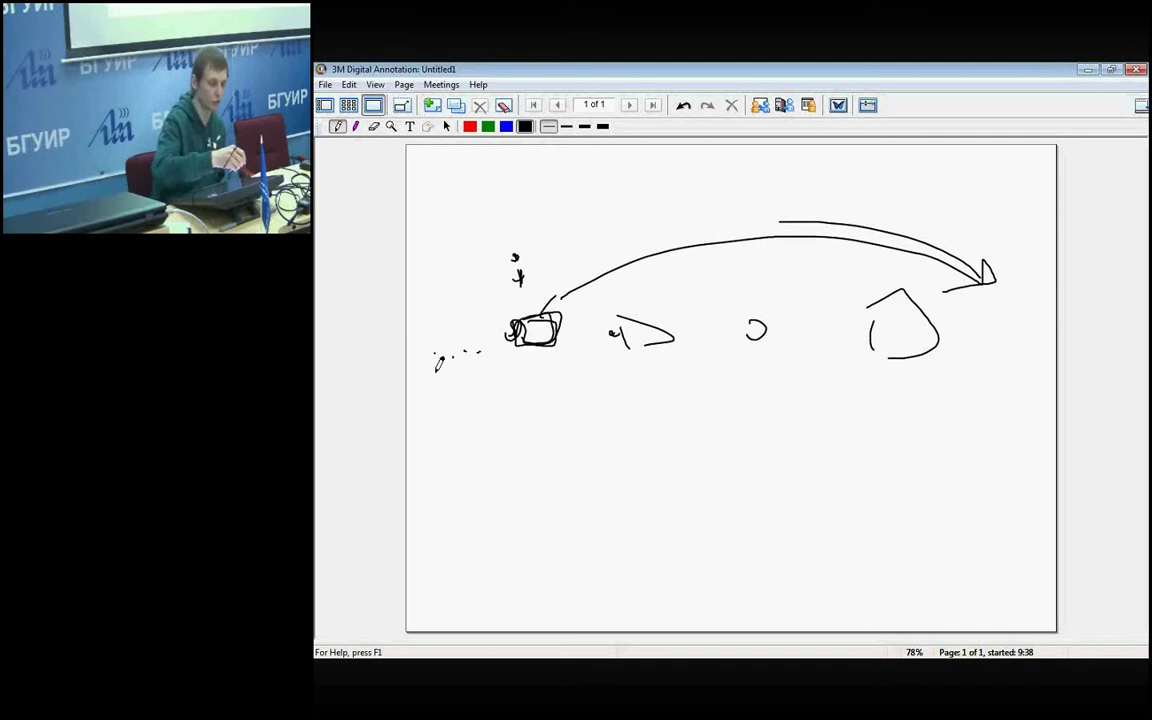 БГУИР
БГУИР
БГУИР
БГУИР
3M Digital Annotation: Untitled1
File Edit View Page Meetings Help
1 of 1
T
For Help, press F1 78% Page: 1 of 1, started: 9:38